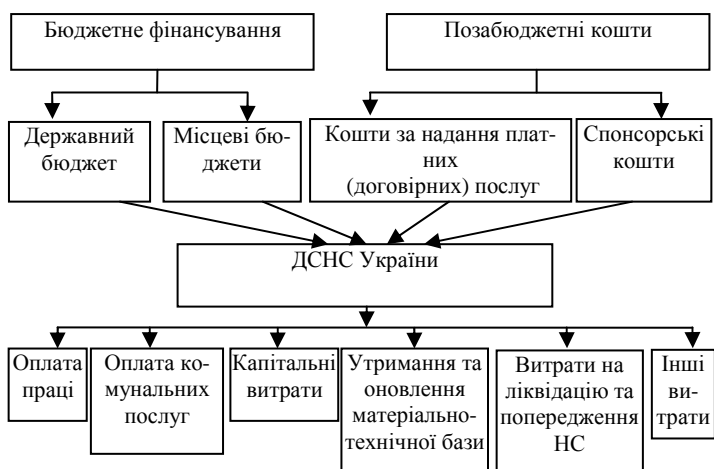 Бюджетне фінансування
Позабюджетні кошти
Державний
бюджет
Місцеві бю-
джети
Кошти за надання плат-
них
(договірних) послуг
Спонсорські
кошти
ДСНС України
Оплата
праці
Оплата ко-
мунальних
послуг
Капітальні
витрати
Утримання та
оновлення
матеріально-
технічної бази
Витрати на
ліквідацію та
попередження
НС
Інші
ви-
трати